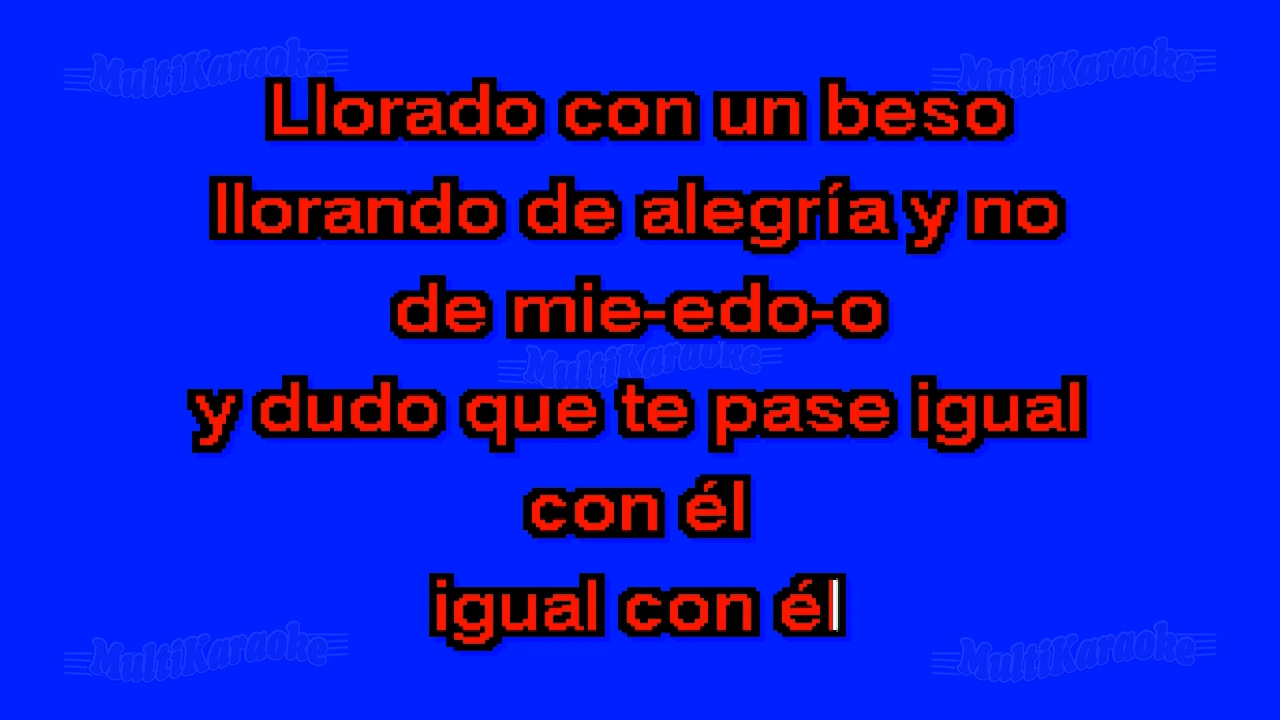 MultiKaraoke MultiKaraoke
Llorado con un beso
llorando de alegría y no
de mie-edo-o
MultiKaraoke
y dudo que te pase igual
con él
igual con él
MultiKaraoke MultiKaraoke